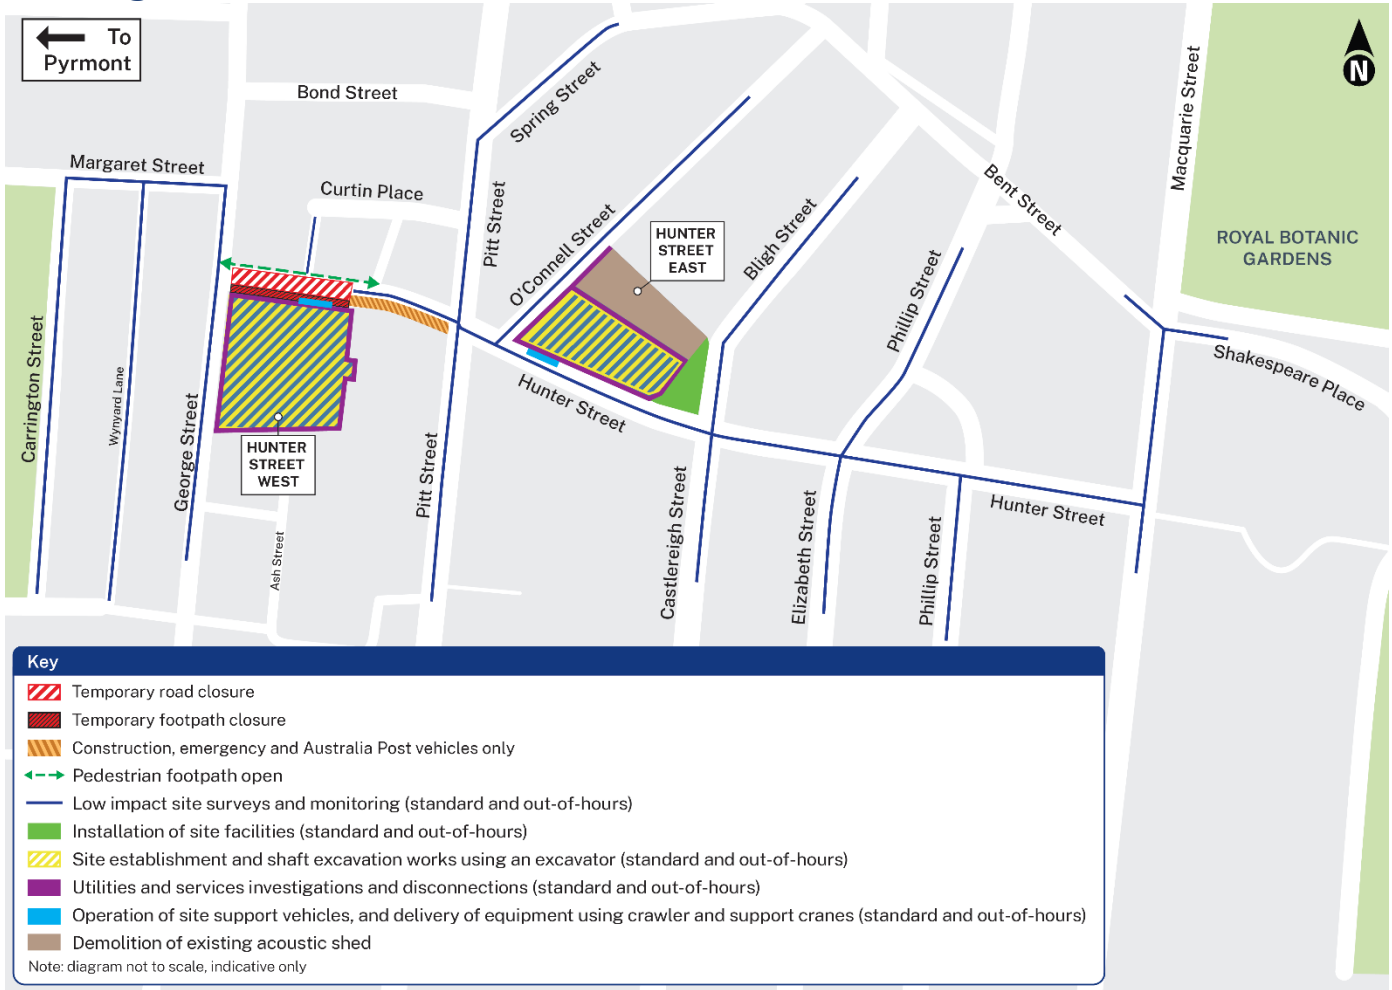 To
Pyrmont
N
Bond Street
Spring Street
Macquarie Street
Margaret Street
Curtin Place
Pitt Street
Bent Street
O'Connell Street
HUNTER
STREET
EAST
Bligh Street
ROYAL BOTANIC
GARDENS
Phillip Street
Carrington Street
Wynyard Lane
George Street
Shakespeare Place
Hunter Street
HUNTER
STREET
WEST
Pitt Street
Castlereigh Street
Elizabeth Street
Phillip Street
Hunter Street
Ash Street
Key
Temporary road closure
Temporary footpath closure
Construction, emergency and Australia Post vehicles only
Pedestrian footpath open
Low impact site surveys and monitoring (standard and out-of-hours)
Installation of site facilities (standard and out-of-hours)
Site establishment and shaft excavation works using an excavator (standard and out-of-hours)
Utilities and services investigations and disconnections (standard and out-of-hours)
Operation of site support vehicles, and delivery of equipment using crawler and support cranes (standard and out-of-hours)
Demolition of existing acoustic shed
Note: diagram not to scale, indicative only